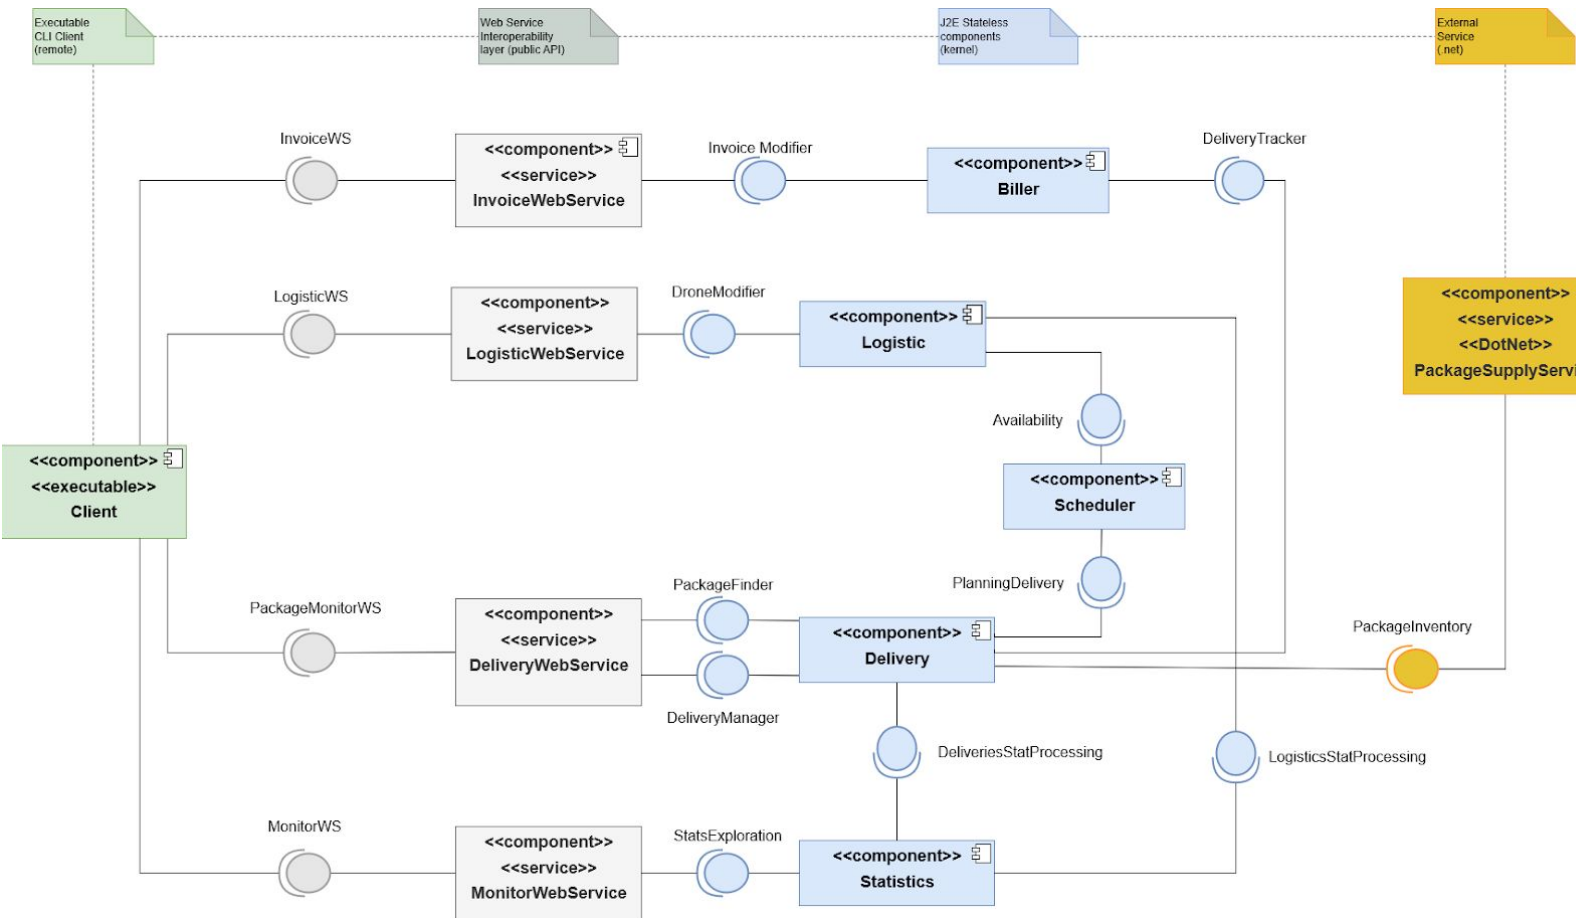 Executable
CLI Client
(remote)
Web Service
Interoperability
layer (public API)
J2E Stateless
components
(kernel)
External
Service
(.net)
InvoiceWS
<<component>>
<<service>>
InvoiceWebService
Invoice Modifier
<<component>>
Biller
DeliveryTracker
LogisticWS
<<component>>
<<service>>
LogisticWebService
DroneModifier
<<component>>
Logistic
<<component>>
<<service>>
<<DotNet>>
PackageSupplyServi
Availability
<<component>>
<<executable>>
Client
<<component>>
Scheduler
PackageMonitorWS
<<component>>
<<service>>
DeliveryWebService
PackageFinder
DeliveryManager
PlanningDelivery
<<component>>
Delivery
PackageInventory
DeliveriesStatProcessing
LogisticsStatProcessing
MonitorWS
<<component>>
<<service>>
MonitorWebService
StatsExploration
<<component>>
Statistics